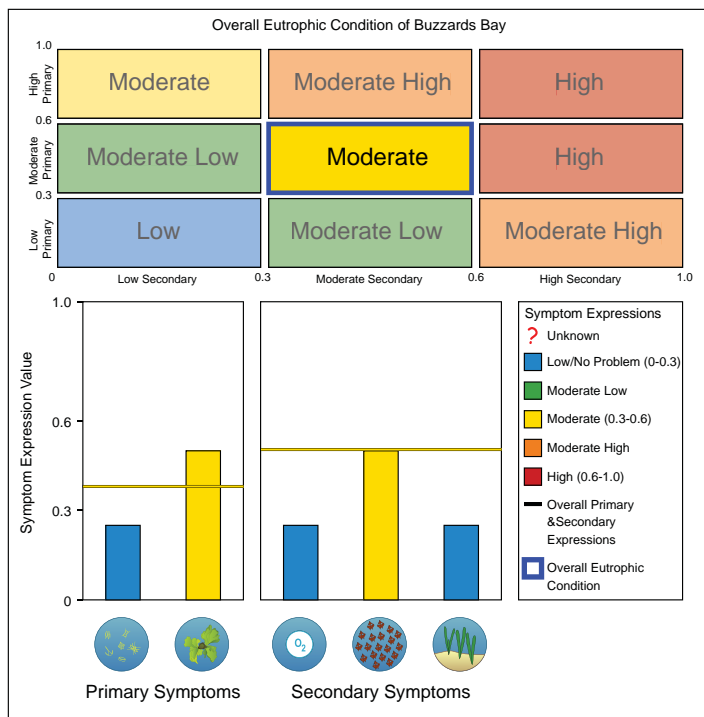 Overall Eutrophic Condition of Buzzards Bay
1.0
High
Primary
Moderate
Moderate High
High
0.6
Moderate
Primary
Moderate Low
Moderate
High
0.3
Low
Primary
Low
Moderate Low
Moderate High
0
Low Secondary
0.3
Moderate Secondary
0.6
High Secondary
1.0
Symptom Expression Value
1.0
0.6
0.3
0
Symptom Expressions
? Unknown
Low/No Problem (0-0.3)
Moderate Low
Moderate (0.3-0.6)
Moderate High
High (0.6-1.0)
Overall Primary
&Secondary
Expressions
Overall Eutrophic
Condition
O2
Primary Symptoms
Secondary Symptoms